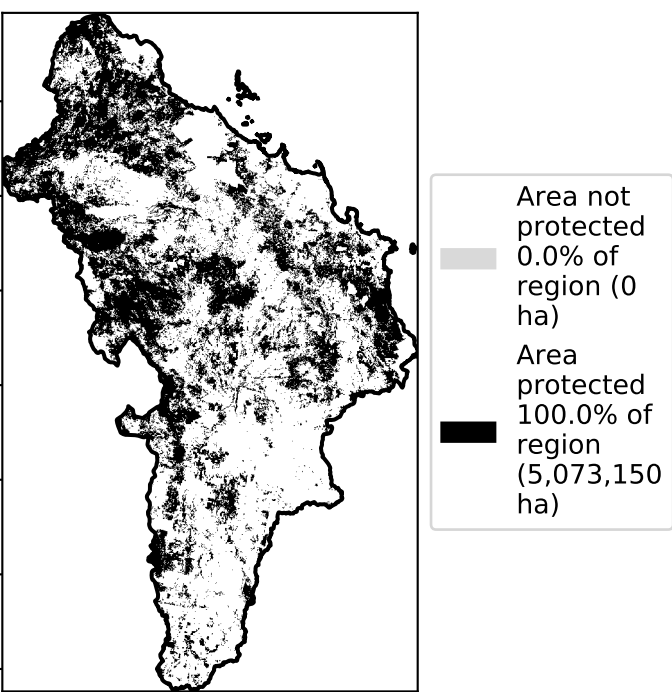 Area not
protected
0.0% of
region (0
ha)
Area
protected
100.0% of
region
(5,073,150
ha)